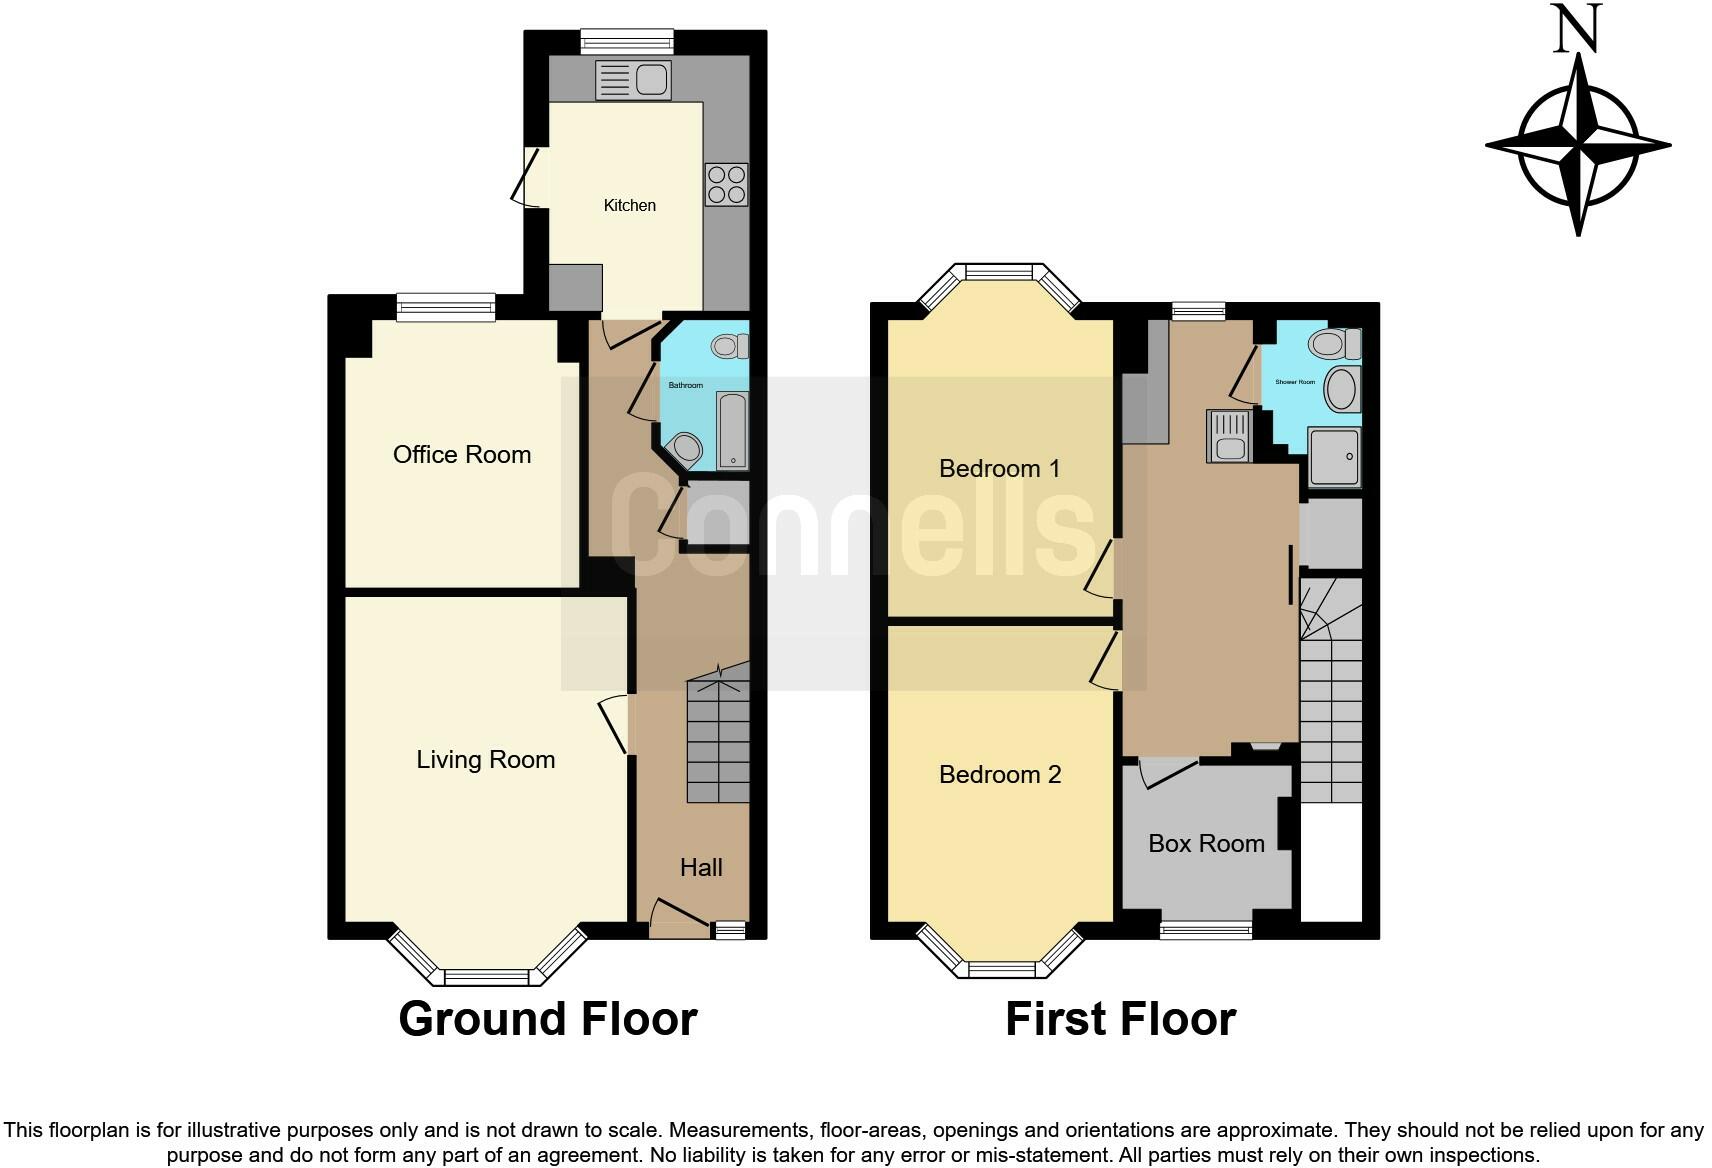 N
Kitchen
Bathroom
Shower Room
Office Room
Bedroom 1
Connells
Living Room
Bedroom 2
Box Room
Hall
Ground Floor
First Floor
This floorplan is for illustrative purposes only and is not drawn to scale. Measurements, floor-areas, openings and orientations are approximate. They should not be relied upon for any
purpose and do not form any part of an agreement. No liability is taken for any error or mis-statement. All parties must rely on their own inspections.